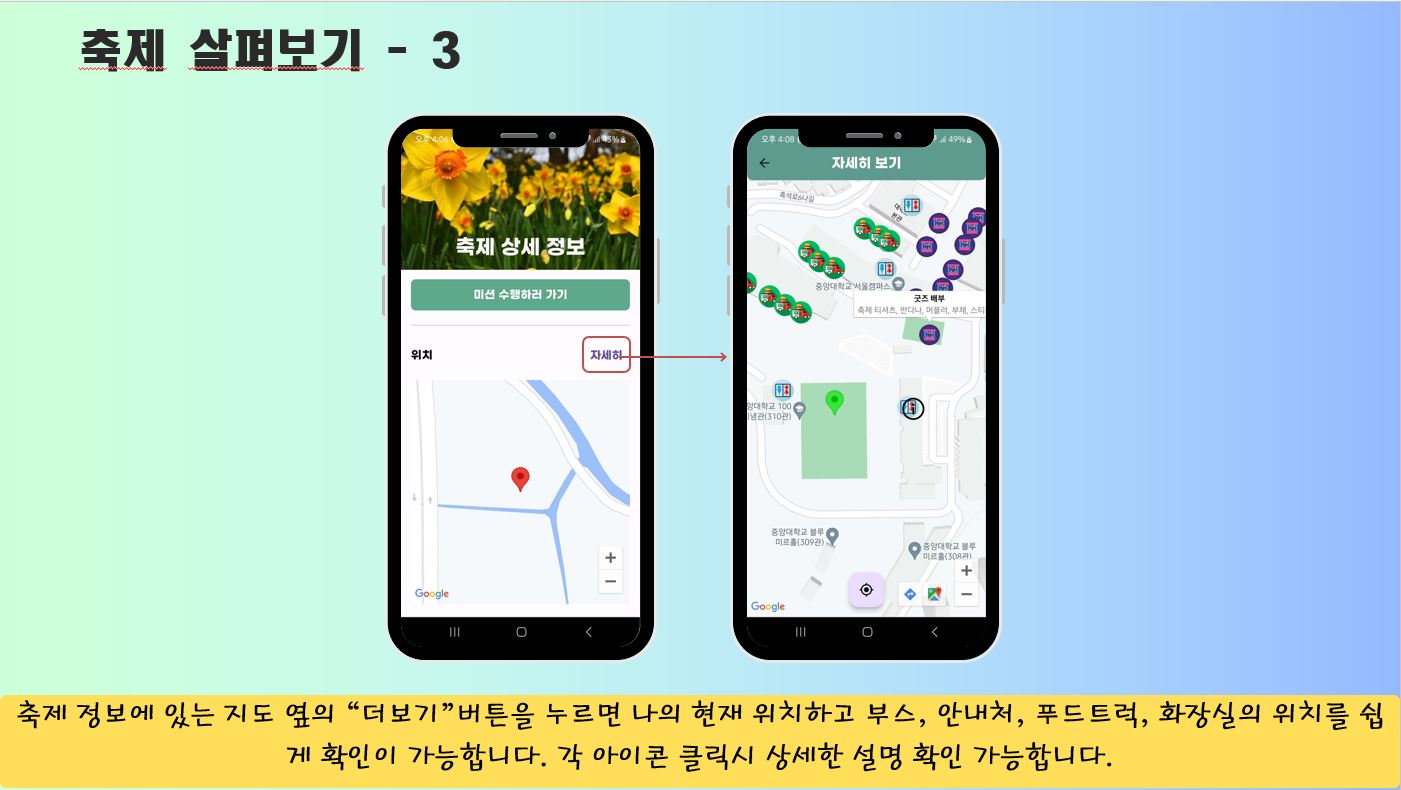 축제 살펴보기 - 3
오후 4:06
43%
축제 상세 정보
미션 수행하러 가기
위치
자세히
+
−
Google
오후 4:08
49%
자세히 보기
흑석로6나길
본관
중앙대학교 서울캠퍼스
굿즈 배부
축제 티셔츠, 반다나, 머플러, 부채, 스티
앙대학교 100
념관(310관)
중앙대학교 블루
미르홀(309관)
중앙대학교 블루
미르홀(308관)
+
−
Google
축제 정보에 있는 지도 옆의 “더보기”버튼을 누르면 나의 현재 위치하고 부스, 안내처, 푸드트럭, 화장실의 위치를 쉽
게 확인이 가능합니다. 각 아이콘 클릭시 상세한 설명 확인 가능합니다.